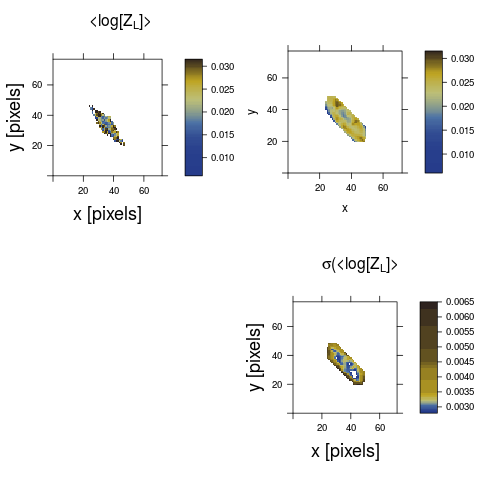 <log[Z_L]>
0.030
0.025
0.020
0.015
0.010
60
40
20
y [pixels]
20 40 60
x [pixels]
0.030
0.025
0.020
0.015
0.010
60
40
20
y
20 40 60
x
σ(<log[Z_L]>
0.0065
0.0060
0.0055
0.0050
0.0045
0.0040
0.0035
0.0030
60
40
20
y [pixels]
20 40 60
x [pixels]